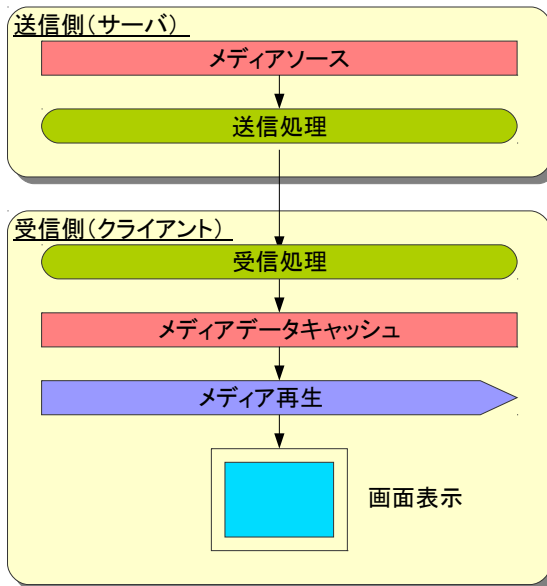 送信側(サーバ)
メディアソース
送信処理
受信側(クライアント)
受信処理
メディアデータキャッシュ
メディア再生
画面表示